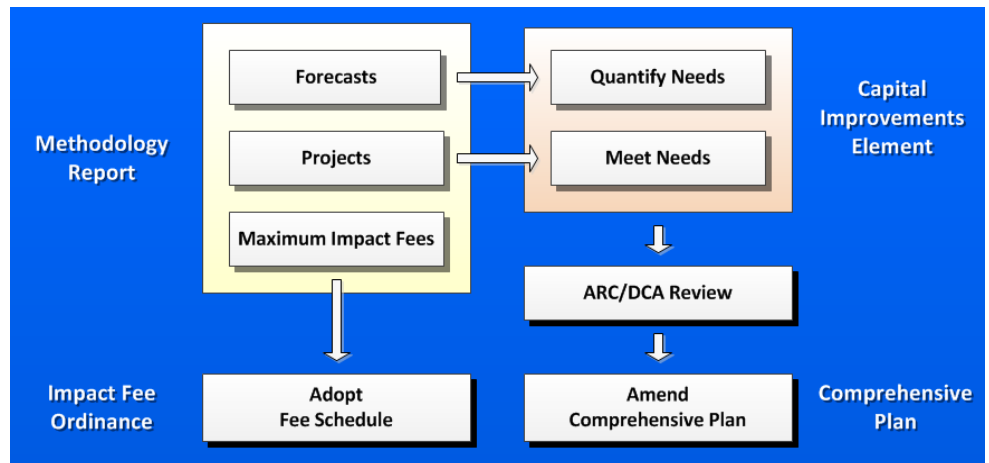 Methodology
Report
Forecasts
Projects
Maximum Impact Fees
Quantify Needs
Meet Needs
Capital
Improvements
Element
ARC/DCA Review
Impact Fee
Ordinance
Adopt
Fee Schedule
Amend
Comprehensive Plan
Comprehensive
Plan